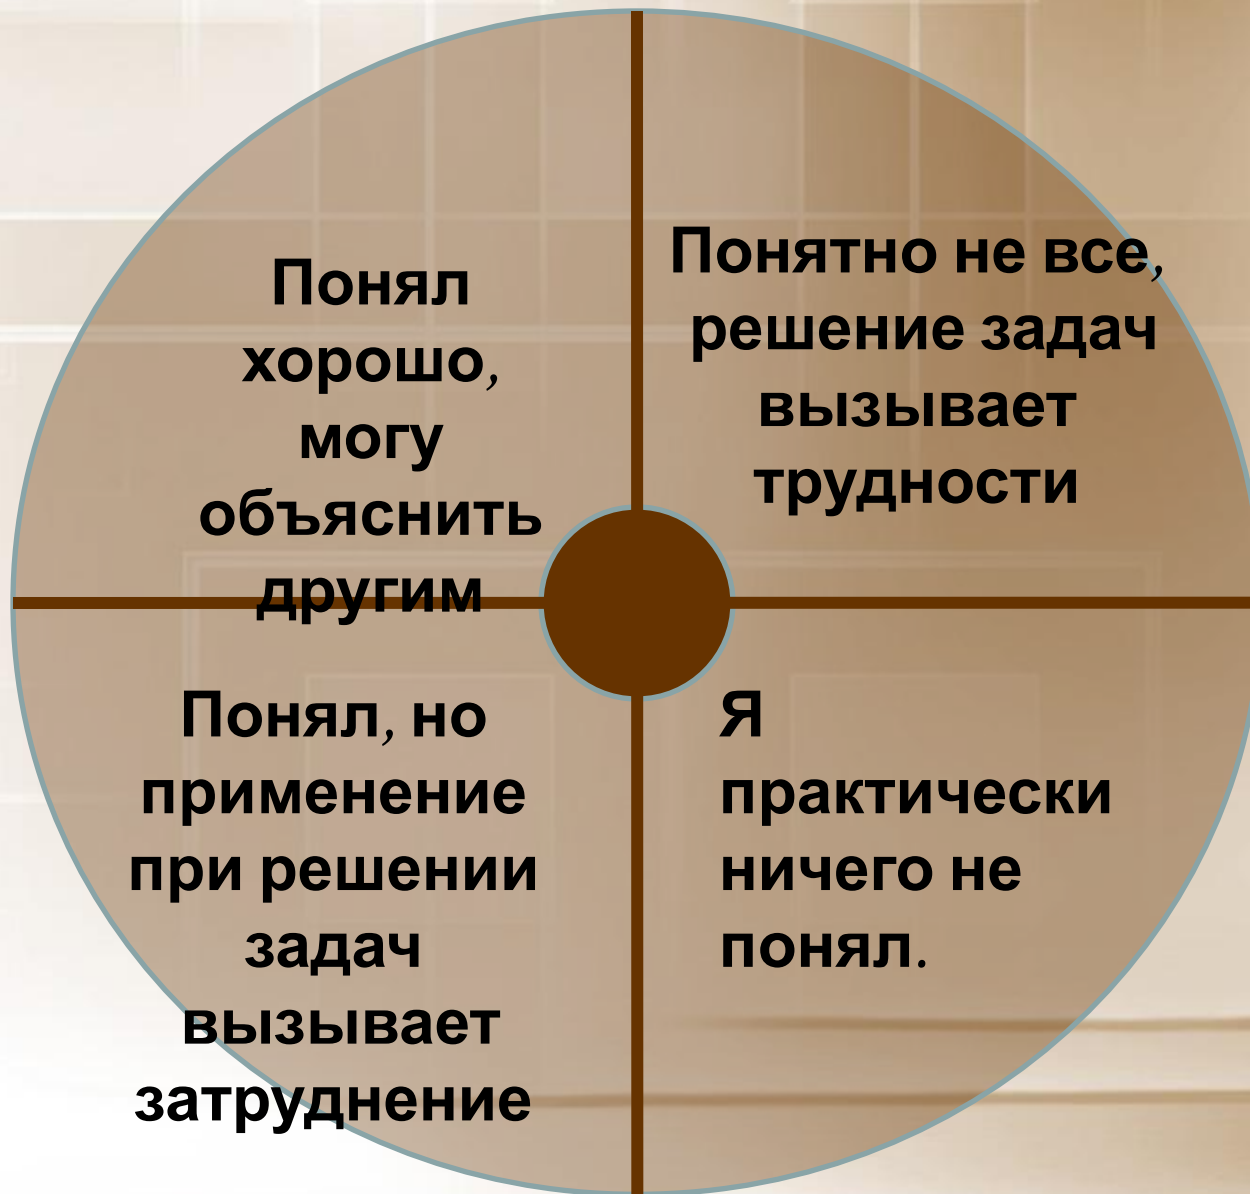 Понял
хорошо,
могу
объяснить
другим
Понятно не все,
решение задач
вызывает
трудности
Понял, но
применение
при решении
задач
вызывает
затруднение
Я
практически
ничего не
понял.